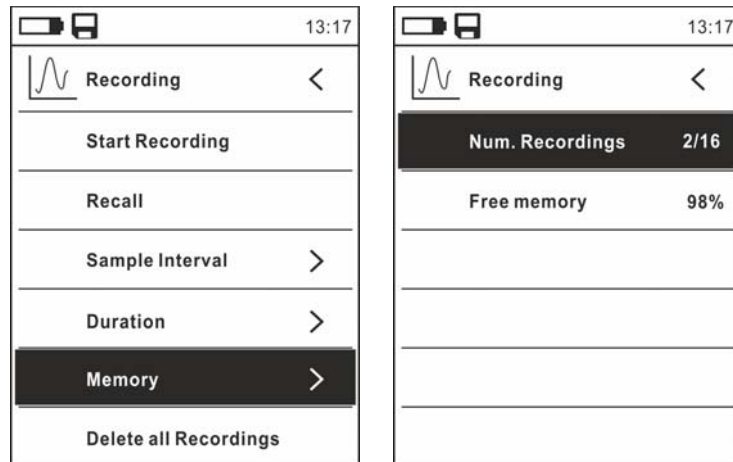 13:17
Recording
Start Recording
Recall
Sample Interval
Duration
Memory
Delete all Recordings
13:17
Recording
Num. Recordings 2/16
Free memory 98%